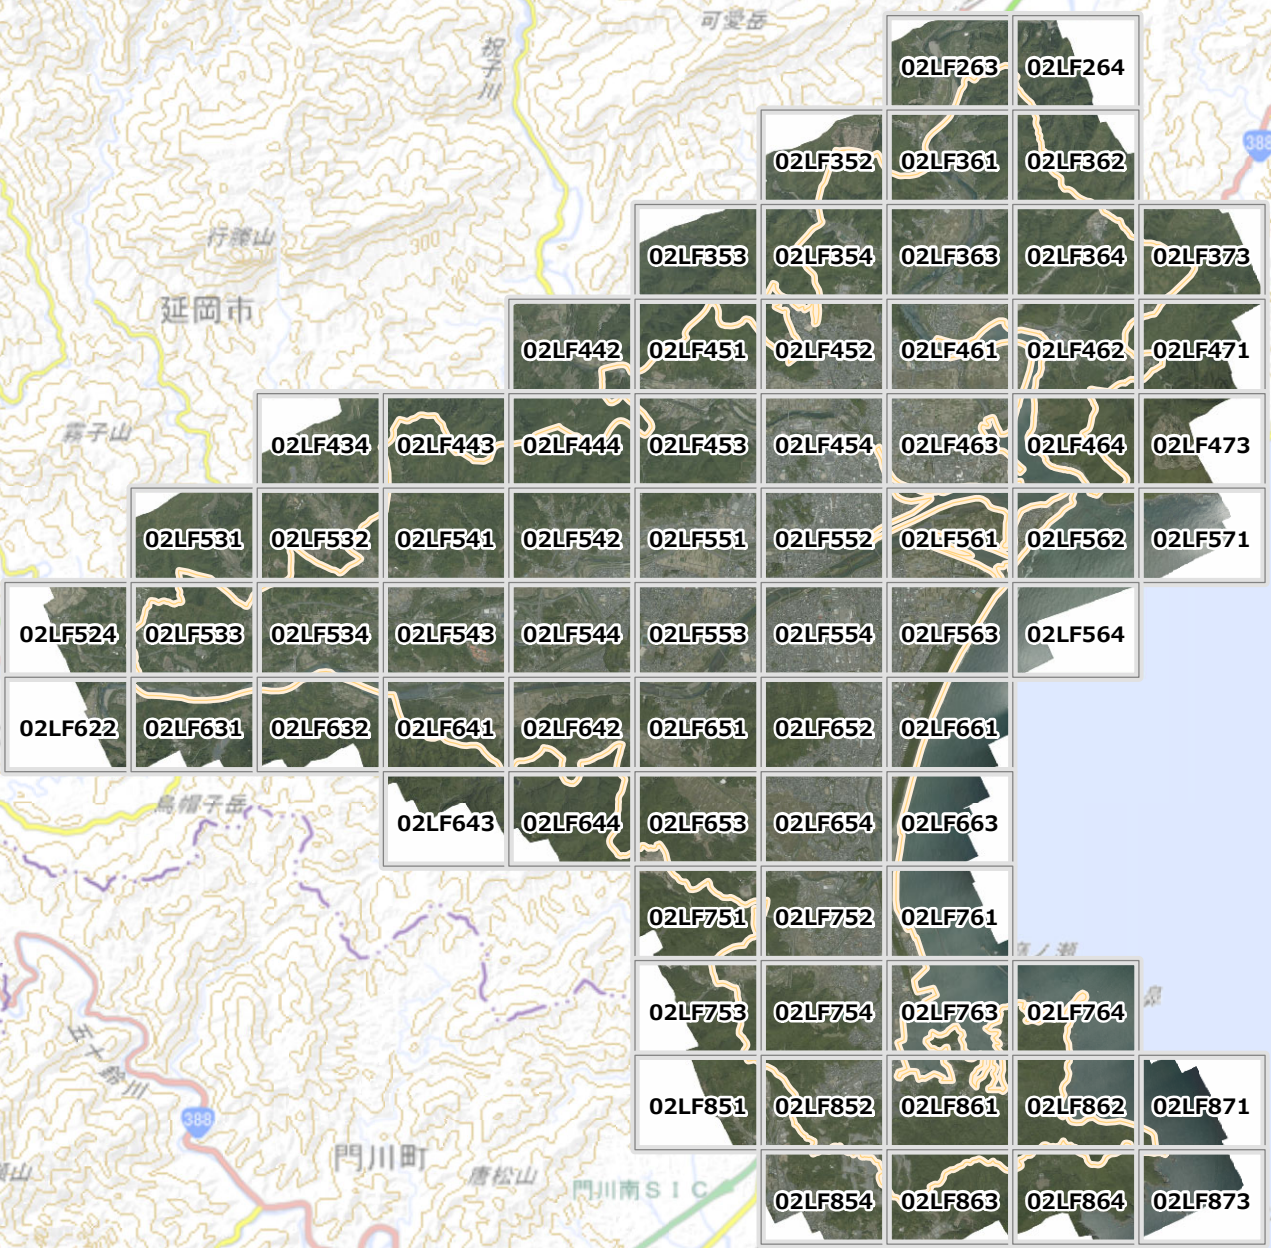 可愛岳
祝子川
02LF263 02LF264
388
02LF352 02LF361 02LF362
行縢山
300
02LF353 02LF354 02LF363 02LF364 02LF373
延岡市
02LF442 02LF451 02LF452 02LF461 02LF462 02LF471
霧子山
02LF434 02LF443 02LF444 02LF453 02LF454 02LF463 02LF464 02LF473
02LF531 02LF532 02LF541 02LF542 02LF551 02LF552 02LF561 02LF562 02LF571
02LF524 02LF533 02LF534 02LF543 02LF544 02LF553 02LF554 02LF563 02LF564
02LF622 02LF631 02LF632 02LF641 02LF642 02LF651 02LF652 02LF661
烏帽子岳
02LF643 02LF644 02LF653 02LF654 02LF663
02LF751 02LF752 02LF761
ノ瀬
02LF753 02LF754 02LF763 02LF764
五十鈴川
388
02LF851 02LF852 02LF861 02LF862 02LF871
門川町
山
唐松山
門川南SIC
02LF854 02LF863 02LF864 02LF873